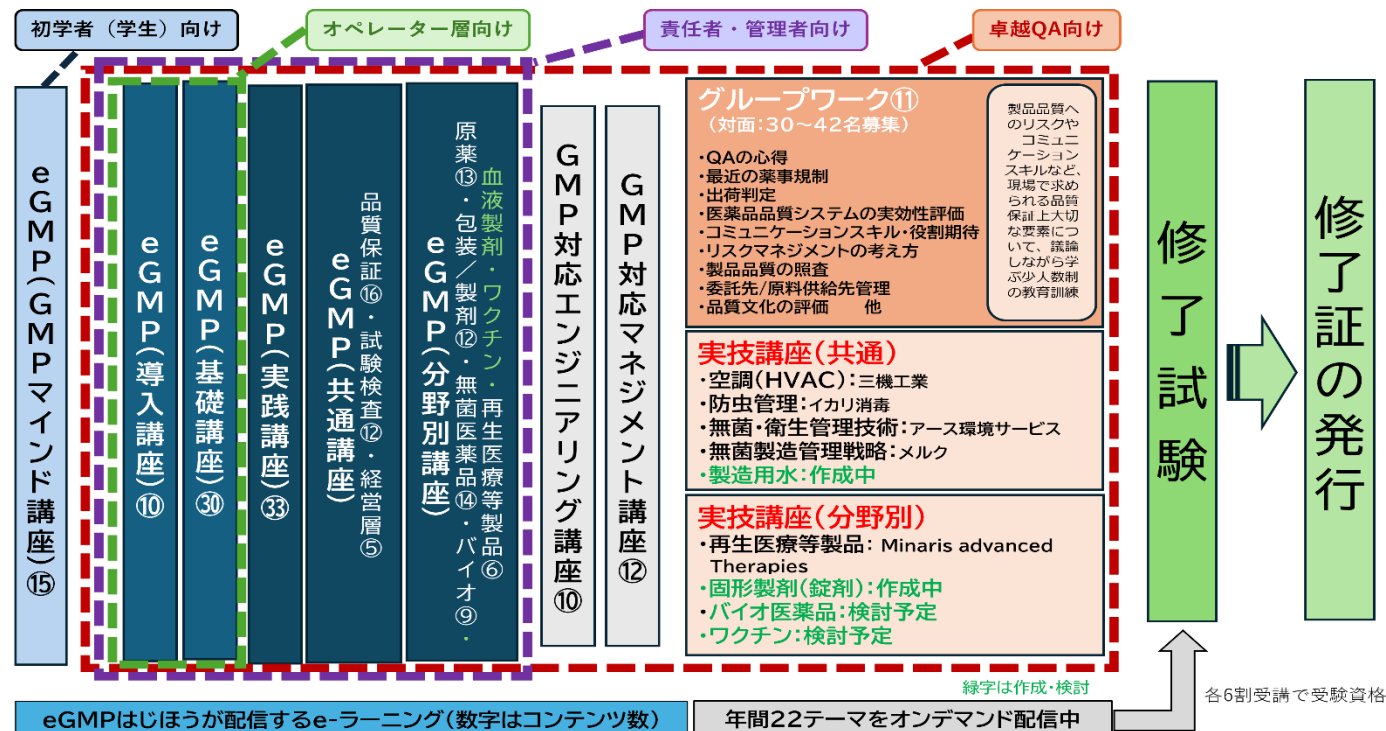 初学者（学生）向け
オペレーター層向け
責任者・管理者向け
卓越QA向け
eGMP(GMPマインド講座)⑮
eGMP(導入講座)⑩
eGMP(基礎講座)㉚
eGMP(実践講座)㉝
eGMP(共通講座)
品質保証⑯・試験検査⑫・経営層⑤
eGMP(分野別講座)
原薬⑬・包装／製剤⑫・無菌医薬品⑭・バイオ⑨・
血液製剤・ワクチン・再生医療等製品⑥
GMP対応エンジニアリング講座⑩
GMP対応マネジメント講座⑫
グループワーク⑪
(対面:30～42名募集)
・QAの心得
・最近の薬事規制
・出荷判定
・医薬品品質システムの実効性評価
・コミュニケーションスキル・役割期待
・リスクマネジメントの考え方
・製品品質の照査
・委託先/原料供給先管理
・品質文化の評価　他
製品品質へ
のリスクや
コミュニ
ケーション
スキルなど、
現場で求め
られる品質
保証上大切
な要素につ
いて、議論
しながら学
ぶ少人数制
の教育訓練
実技講座(共通)
・空調(HVAC):三機工業
・防虫管理:イカリ消毒
・無菌・衛生管理技術:アース環境サービス
・無菌製造管理戦略:メルク
・製造用水:作成中
実技講座(分野別)
・再生医療等製品: Minaris advanced
Therapies
・固形製剤(錠剤):作成中
・バイオ医薬品:検討予定
・ワクチン:検討予定
修了試験
修了証の発行
緑字は作成・検討
各6割受講で受験資格
eGMPはじほうが配信するe-ラーニング(数字はコンテンツ数)
年間22テーマをオンデマンド配信中